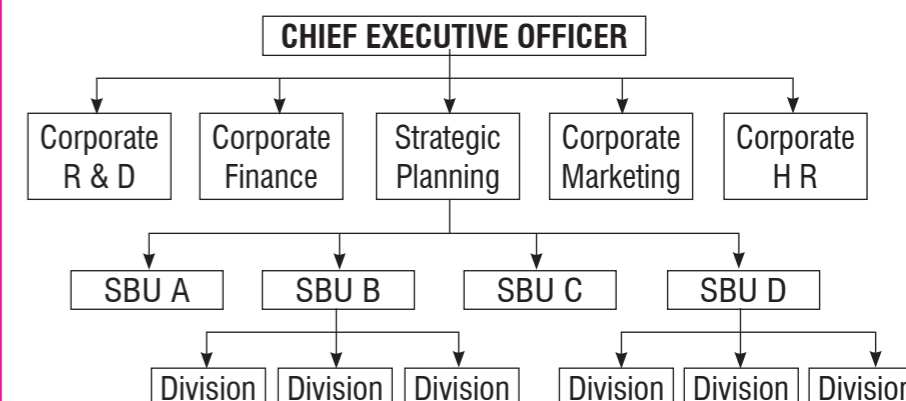 CHIEF EXECUTIVE OFFICER
Corporate
R & D
Corporate
Finance
Strategic
Planning
Corporate
Marketing
Corporate
H R
SBU A
SBU B
SBU C
SBU D
Division
Division
Division
Division
Division
Division